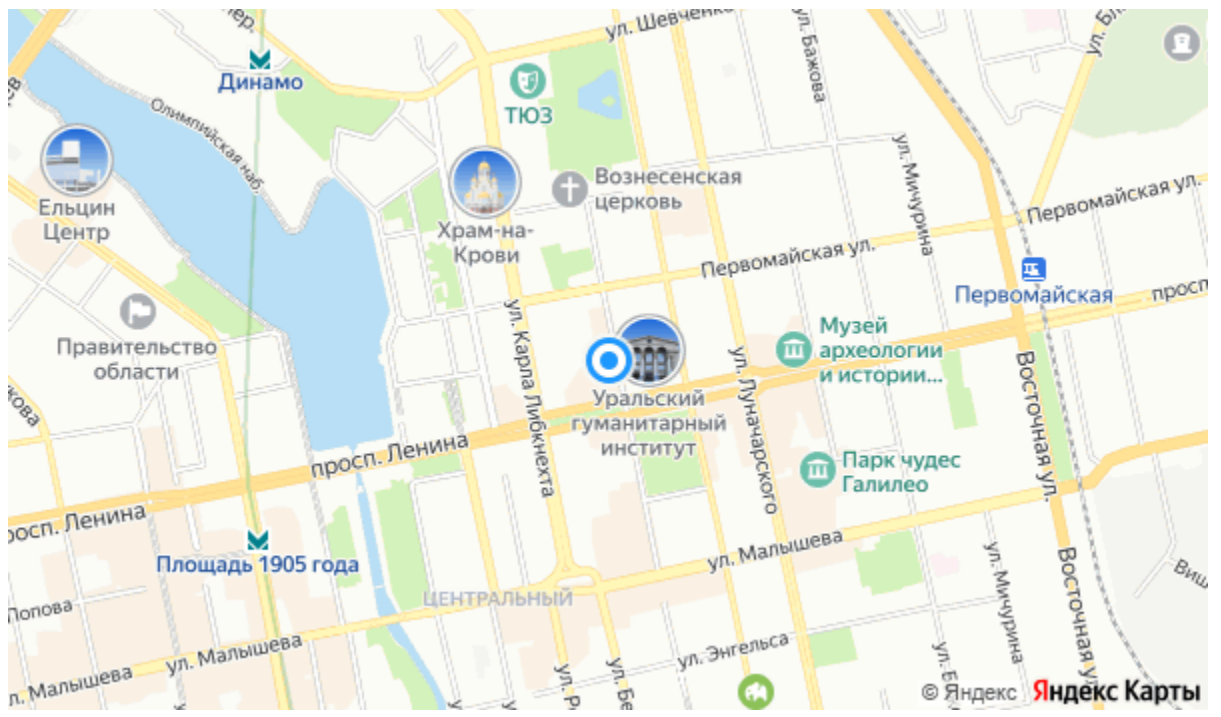 пер.
ул. Шевченко
ул. Бажова
Динамо
ТЮЗ
Олимпийская наб.
ул. Мичурина
Вознесенская
церковь
Ельцин
Центр
Храм-на-
Крови
Первомайская ул.
Первомайская ул.
Первомайская
просп
Правительство
области
ул. Карла Либкнехта
Музей
археологии
и истории...
ул. Луначарского
Восточная ул.
Уральский
гуманитарный
институт
просп. Ленина
Парк чудес
Галилео
просп. Ленина
Площадь 1905 года
ул. Малышева
ул. Мичурина
Восточная ул.
Виш
Попова
ЦЕНТРАЛЬНЫЙ
ул. Малышева
ул. Энгельса
ул. Малышева
© Яндекс Яндекс Карты